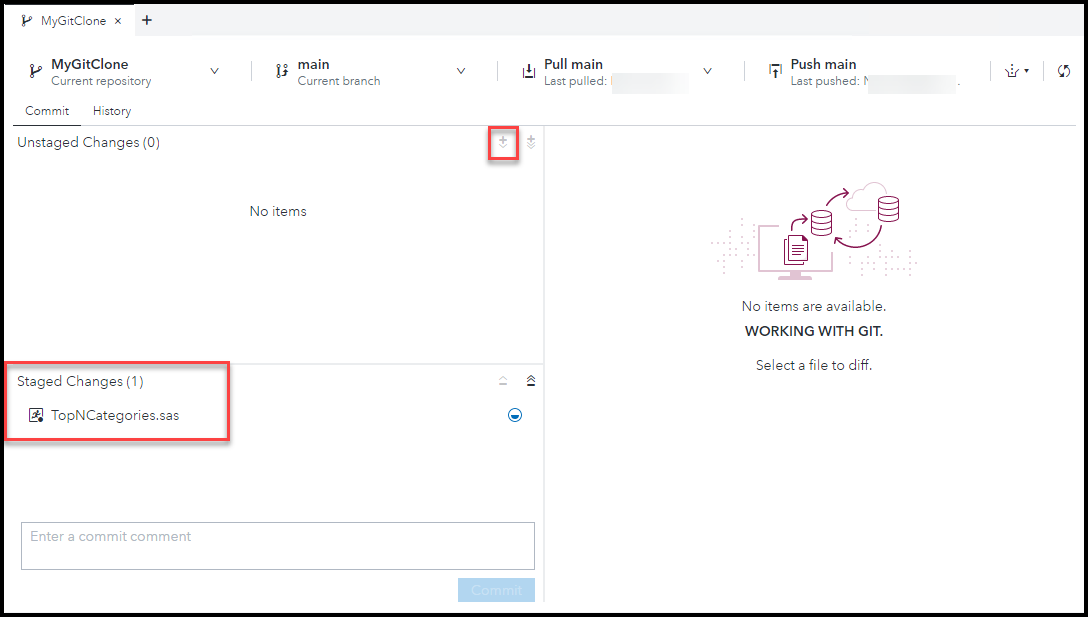 MyGitClone
MyGitClone
Current repository
main
Current branch
Pull main
Last pulled:
Push main
Last pushed:
Commit
History
Unstaged Changes (0)
No items
Staged Changes (1)
TopNCategories.sas
Enter a commit comment
Commit
No items are available.
WORKING WITH GIT.
Select a file to diff.